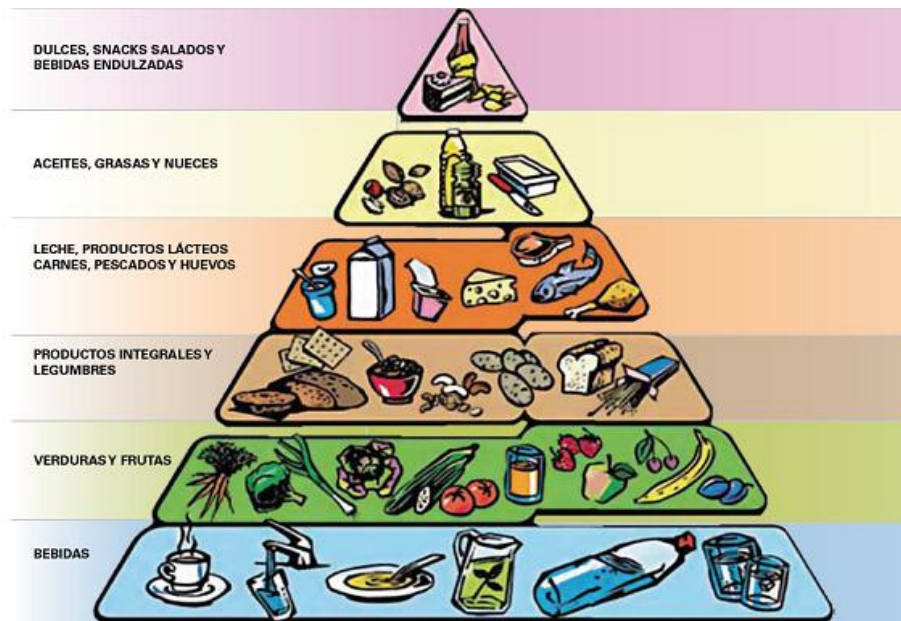 DULCES, SNACKS SALADOS Y
BEBIDAS ENDULZADAS
ACEITES, GRASAS Y NUECES
LECHE, PRODUCTOS LÁCTEOS
CARNES, PESCADOS Y HUEVOS
PRODUCTOS INTEGRALES Y
LEGUMBRES
VERDURAS Y FRUTAS
BEBIDAS